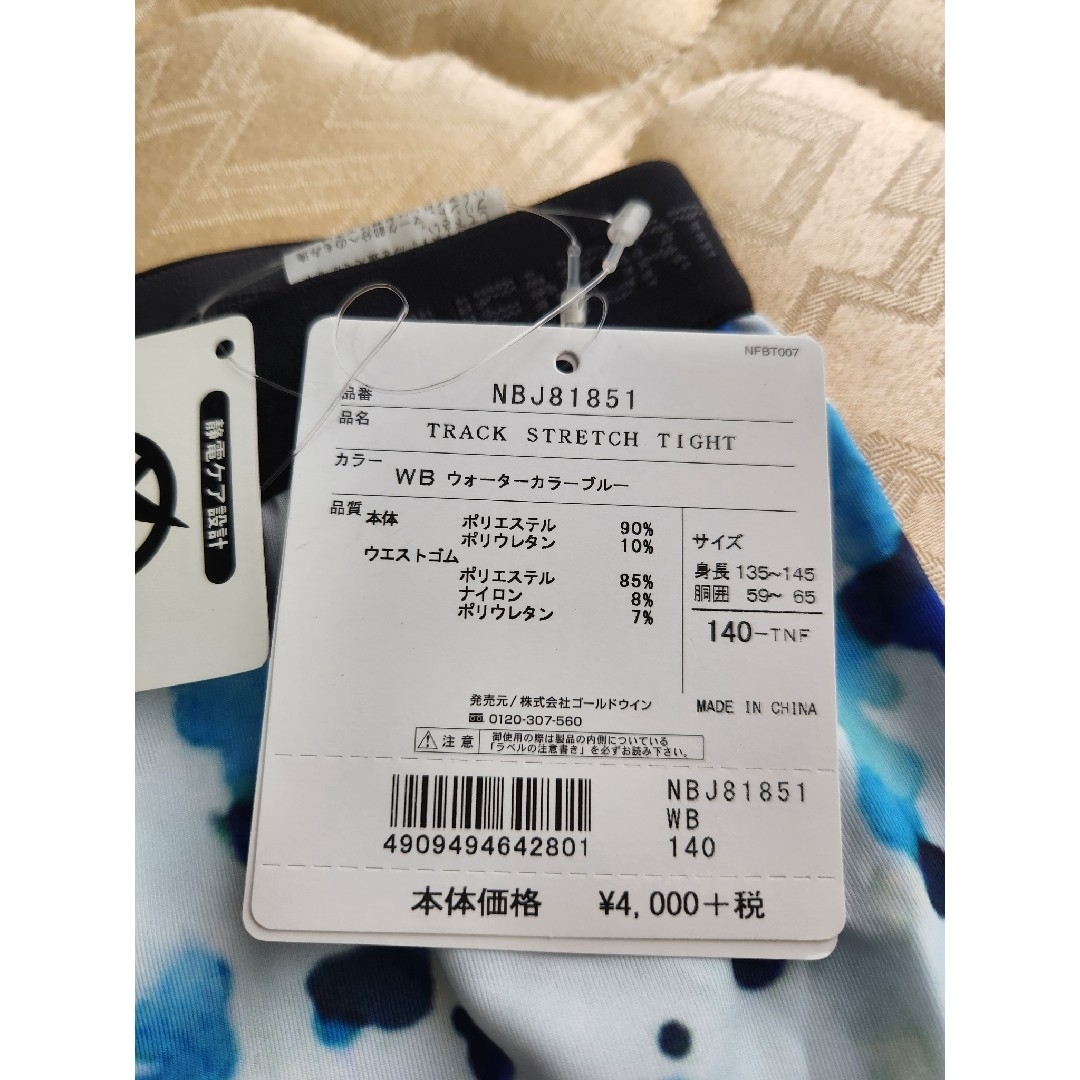 NFBT007
品番 NBJ81851
品名 TRACK STRETCH TIGHT
カラー WB ウォーターカラーブルー
品質 本体 ポリエステル 90%
ポリウレタン 10%
ウエストゴム
ポリエステル 85%
ナイロン 8%
ポリウレタン 7%
サイズ
身長 135~145
胴囲 59~ 65
140-TNF
発売元/株式会社ゴールドウイン
0120-307-560
MADE IN CHINA
注意 御使用の際は製品の内側についている
「ラベルの注意書き」を必ずお読み下さい。
4909494642801
NBJ81851
WB
140
本体価格 ¥4,000+税
静電ケア設計